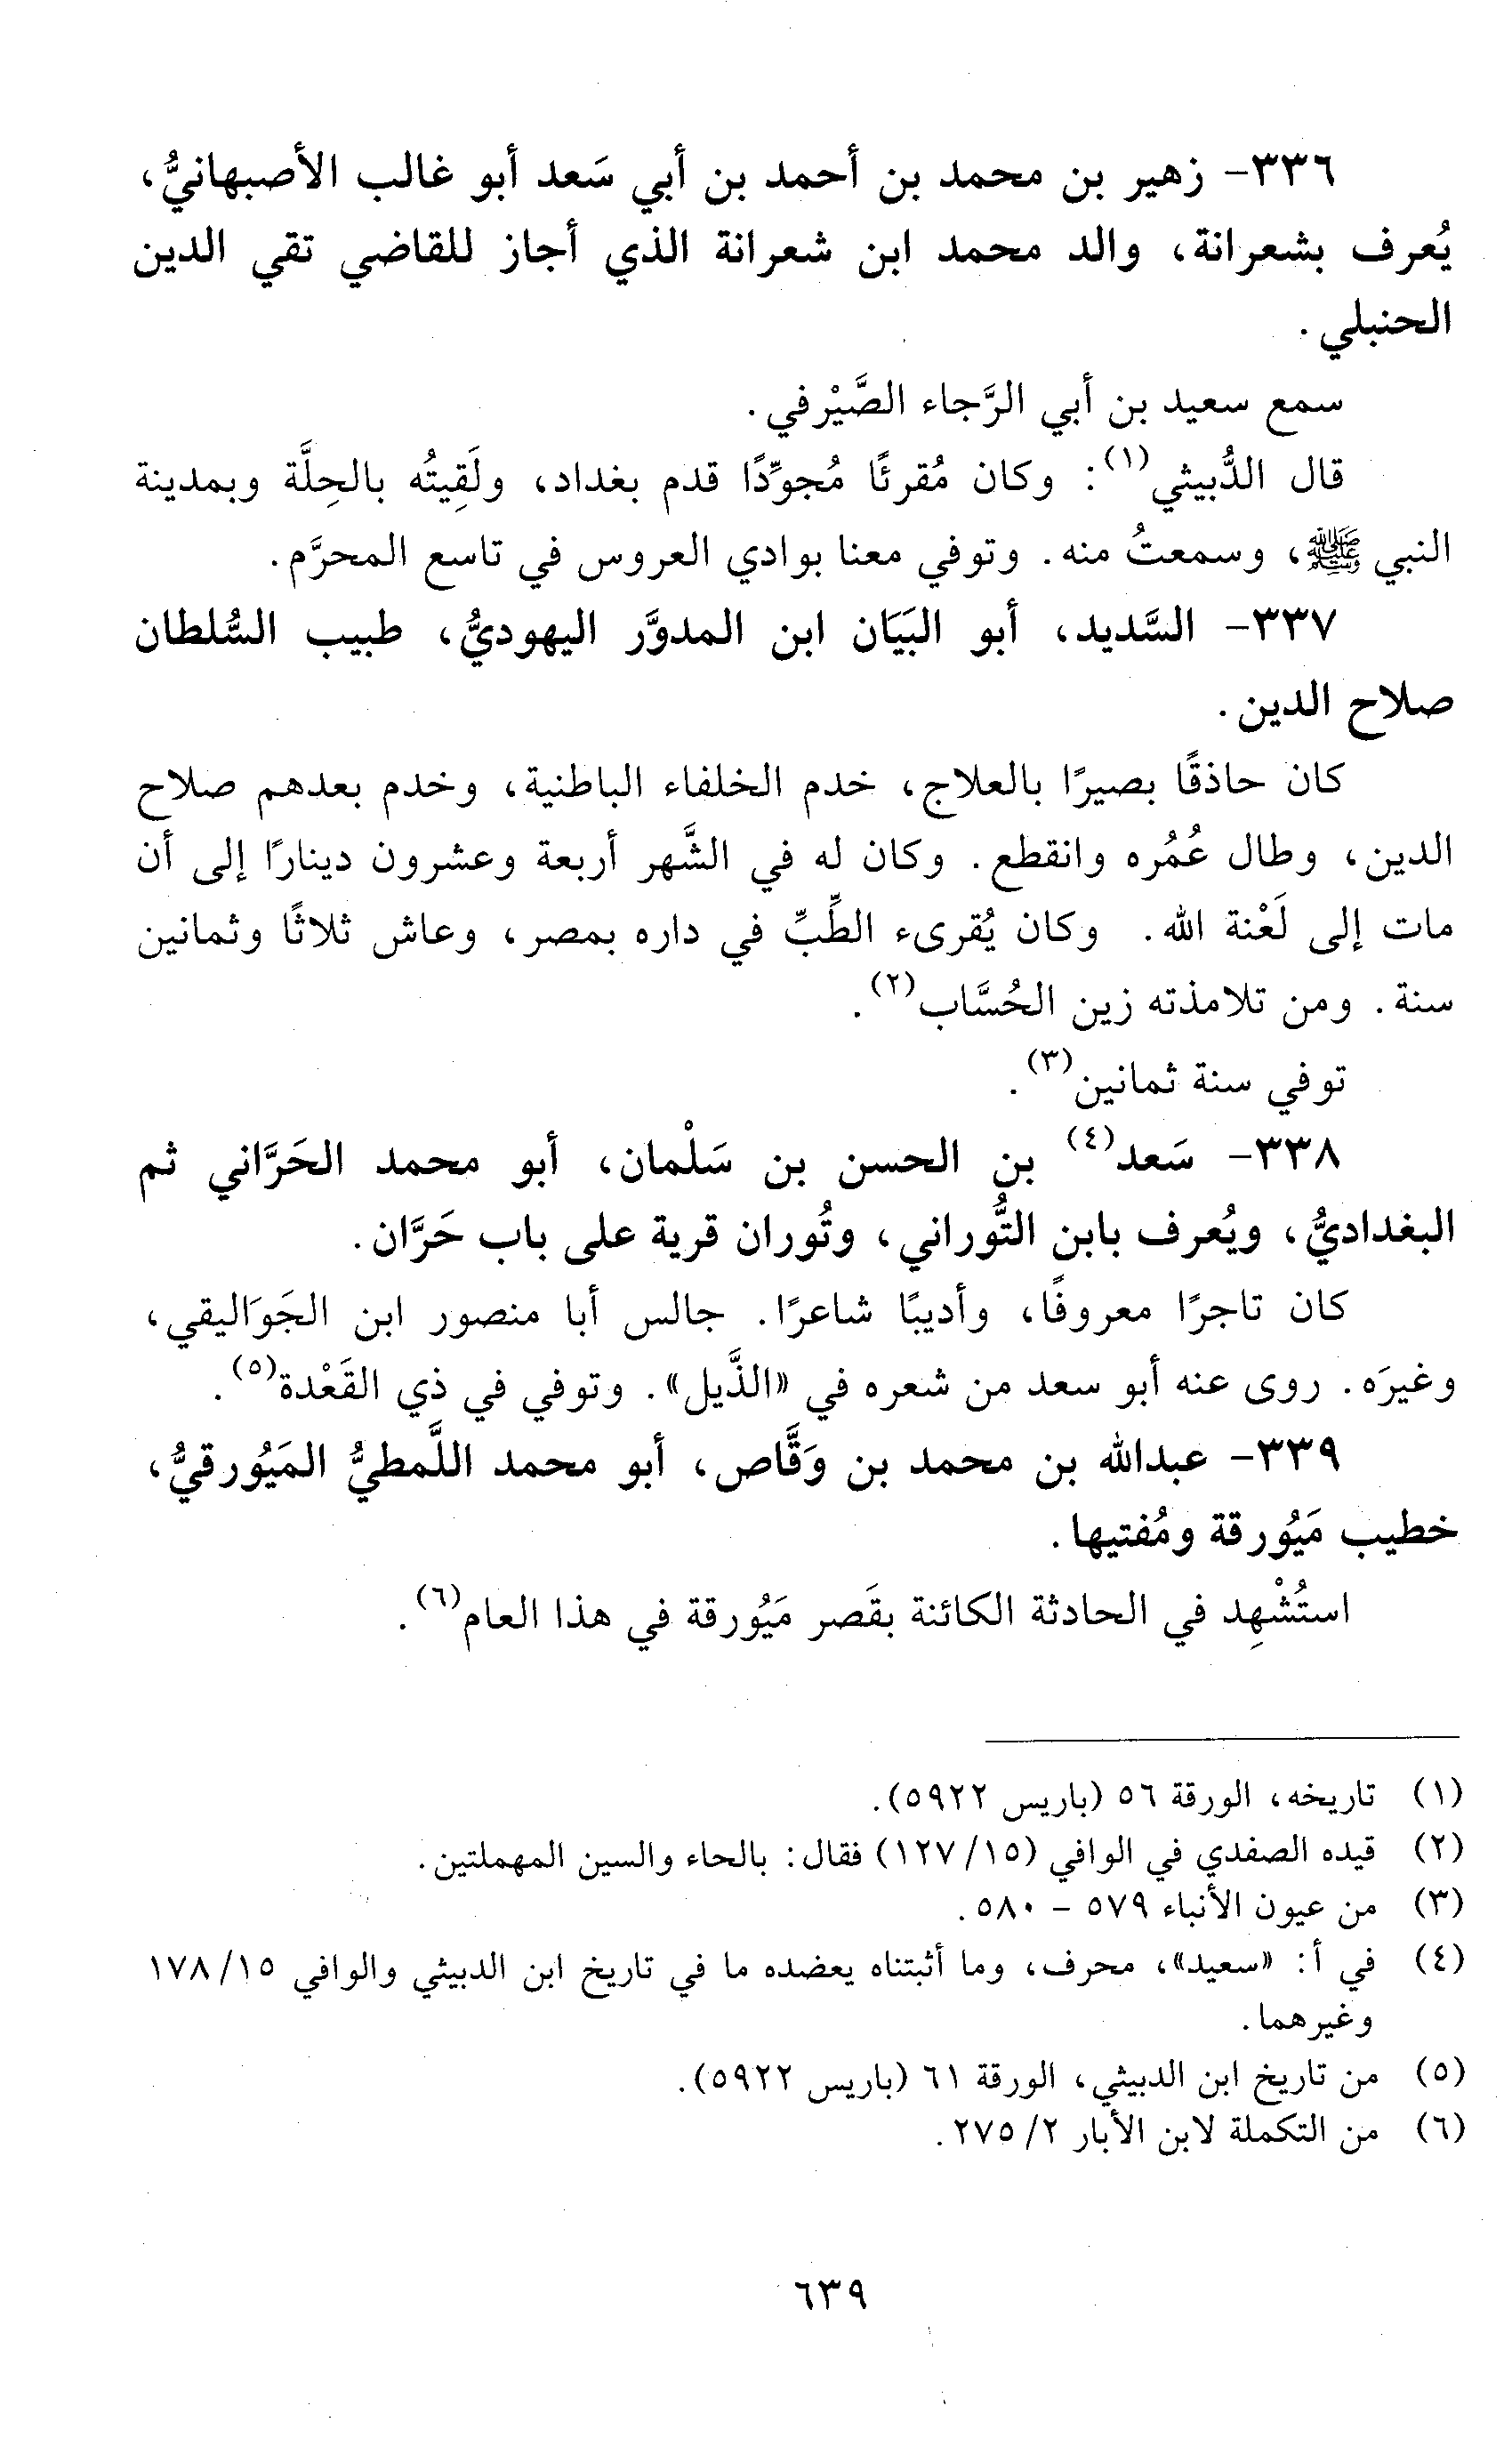 ٣٣٦- زهير بن محمد بن أحمد بن أبي سَعد أبو غالب الأصبهانيُّ،
يُعرف بشعرانة، والد محمد ابن شعرانة الذي أجاز للقاضي تقي الدين
الحنبلي.
سمع سعيد بن أبي الرَّجاء الصَّيْرفي.
قال الدُّبيثي(١): وكان مُقرئًا مُجوِّدًا قدم بغداد، ولَقِيتُه بالحِلَّة وبمدينة
النبي ﷺ، وسمعتُ منه. وتوفي معنا بوادي العروس في تاسع المحرَّم.
٣٣٧- السَّديد، أبو البَيَان ابن المدوَّر اليهوديُّ، طبيب السُّلطان
صلاح الدين.
كان حاذقًا بصيرًا بالعلاج، خدم الخلفاء الباطنية، وخدم بعدهم صلاح
الدين، وطال عُمُره وانقطع. وكان له في الشَّهر أربعة وعشرون دينارًا إلى أن
مات إلى لَعْنة الله. وكان يُقرىء الطِّبِّ في داره بمصر، وعاش ثلاثًا وثمانين
سنة. ومن تلامذته زين الحُسَّاب(٢).
توفي سنة ثمانين(٣).
٣٣٨- سَعد(٤) بن الحسن بن سَلْمان، أبو محمد الحَرَّاني ثم
البغداديُّ، ويُعرف بابن التُّوراني، وتُوران قرية على باب حَرَّان.
كان تاجرًا معروفًا، وأديبًا شاعرًا. جالس أبا منصور ابن الجَوَاليقي،
وغيرَه. روى عنه أبو سعد من شعره في «الذَّيل». وتوفي في ذي القَعْدة(٥).
٣٣٩- عبدالله بن محمد بن وَقَّاص، أبو محمد اللَّمطيُّ المَيُورقيُّ،
خطيب مَيُورقة ومُفتيها.
استُشْهِد في الحادثة الكائنة بقَصر مَيُورقة في هذا العام(٦).
(١) تاريخه، الورقة ٥٦ (باريس ٥٩٢٢).
(٢) قيده الصفدي في الوافي (١٥/ ١٢٧) فقال: بالحاء والسين المهملتين.
(٣) من عيون الأنباء ٥٧٩ - ٥٨٠.
(٤) في أ: «سعيد»، محرف، وما أثبتناه يعضده ما في تاريخ ابن الدبيثي والوافي ١٥/ ١٧٨
وغيرهما.
(٥) من تاريخ ابن الدبيثي، الورقة ٦١ (باريس ٥٩٢٢).
(٦) من التكملة لابن الأبار ٢/ ٢٧٥.
٦٣٩